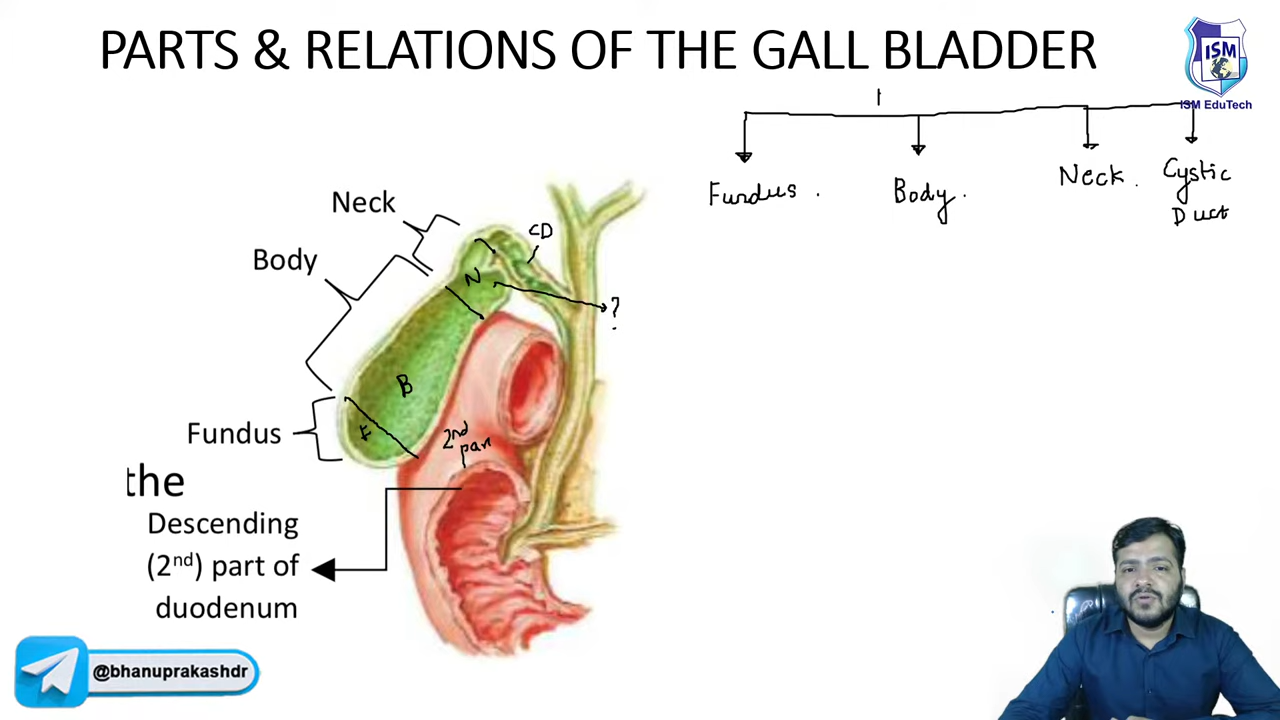 PARTS & RELATIONS OF THE GALL BLADDER
ISM
ISM EduTech
Fundus .
Body .
Neck .
Cystic
Duct
Neck
CD
Body
N
?
B
Fundus
F
2nd
part
the
Descending
(2nd) part of
duodenum
@bhanuprakashdr